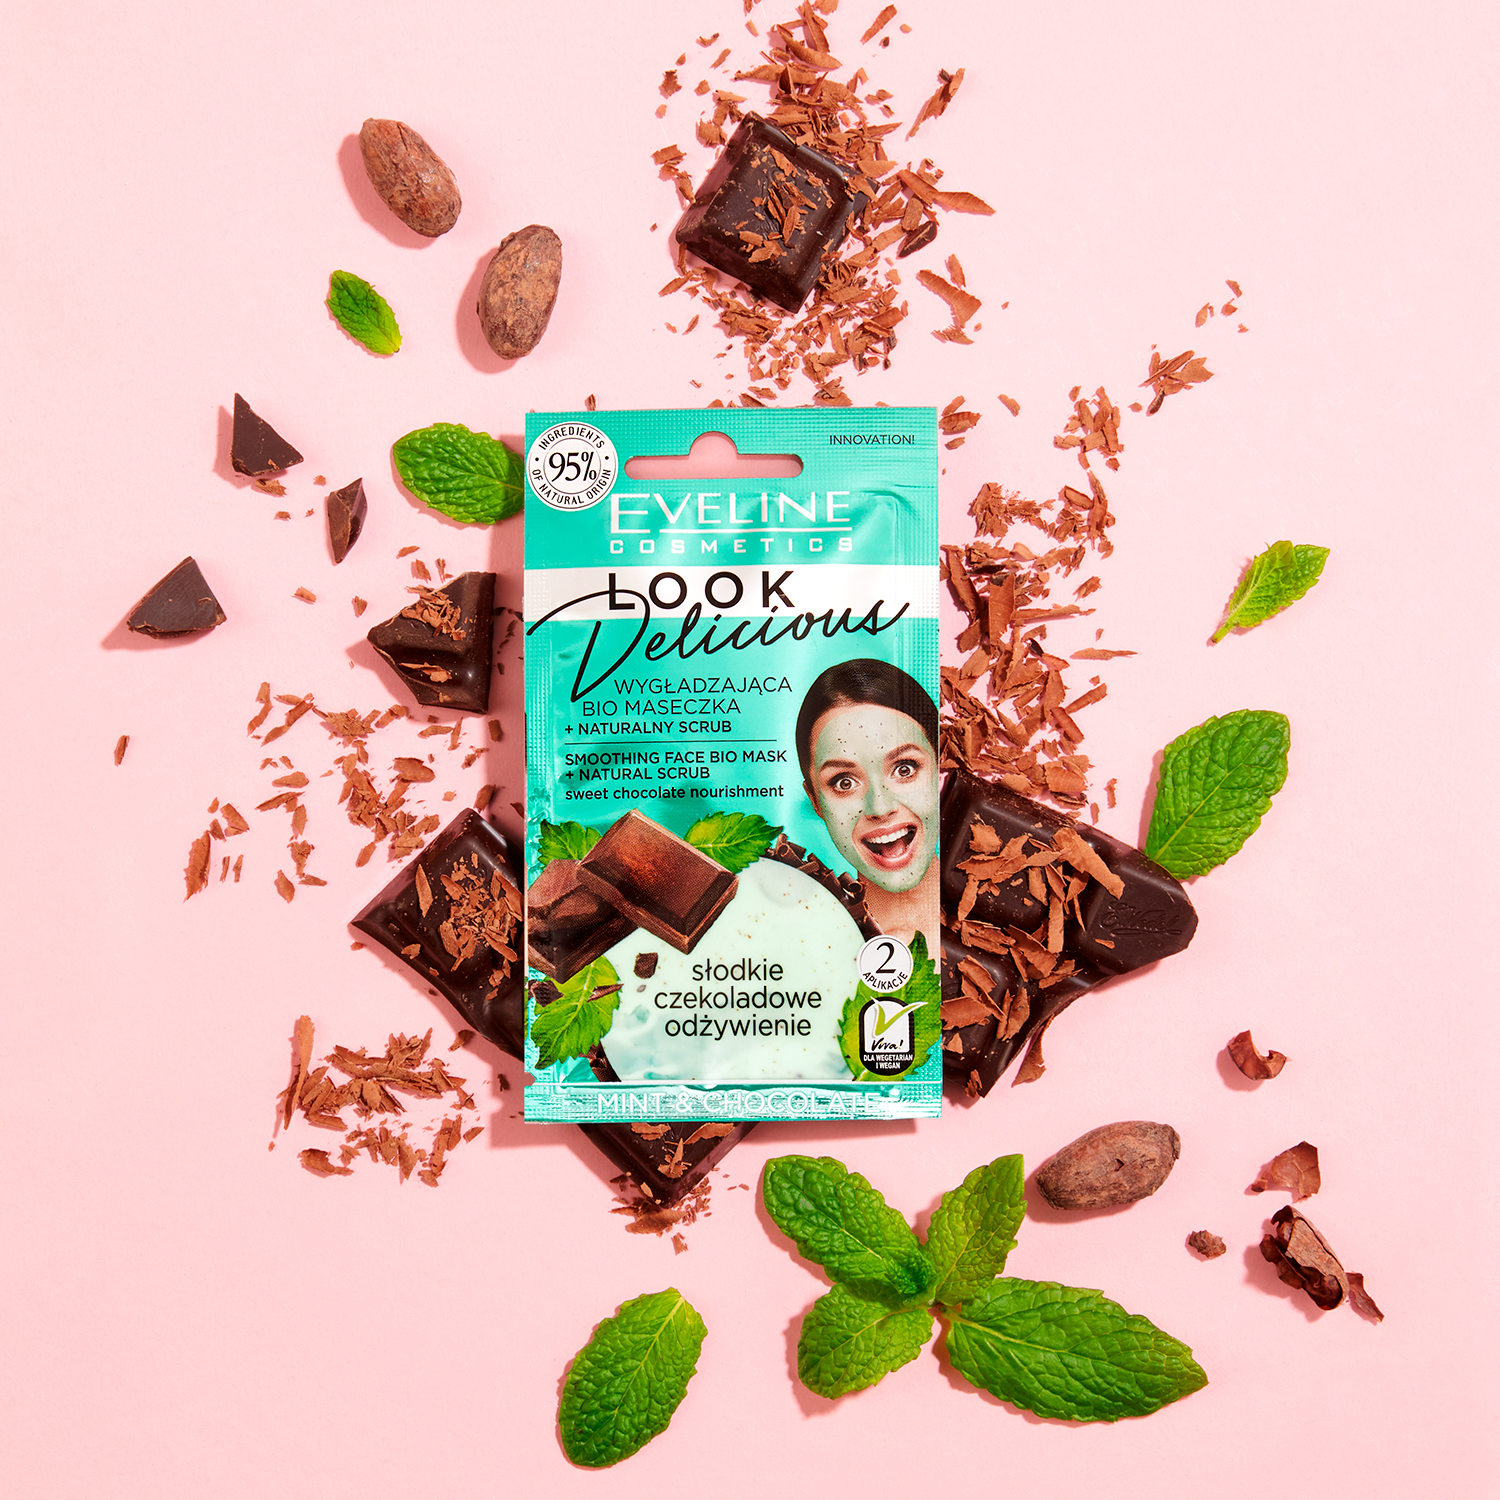 INGREDIENTS
95%
OF NATURAL ORIGIN
INNOVATION!
EVELINE
COSMETICS
LOOK
Delicious
WYGŁADZAJĄCA
BIO MASECZKA
+ NATURALNY SCRUB
SMOOTHING FACE BIO MASK
+ NATURAL SCRUB
sweet chocolate nourishment
słodkie
czekoladowe
odżywienie
2
APLIKACJE
Viva!
DLA WEGETARIAN
I WEGAN
MINT & CHOCOLATE